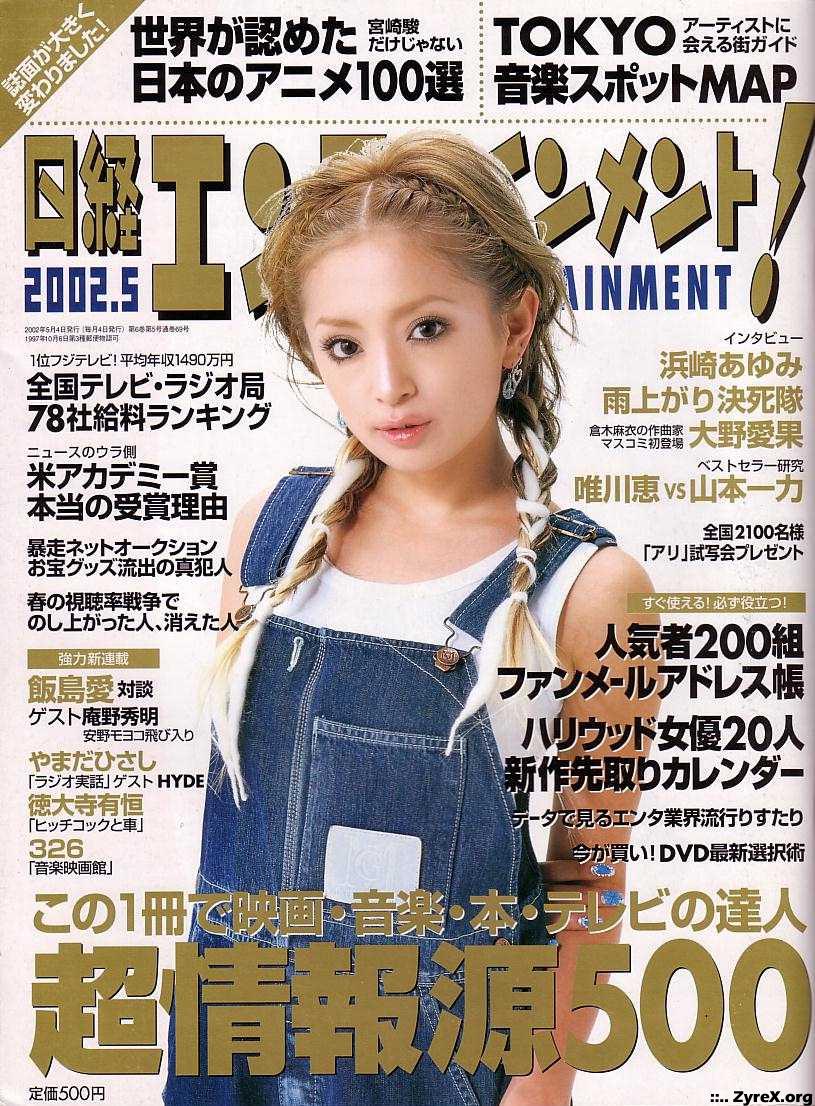 誌面が大きく
変わりました!
世界が認めた
宮崎駿
だけじゃない
日本のアニメ100選
TOKYO
アーティストに
会える街ガイド
音楽スポットMAP
日経エン インメント!
2002.5
AINMENT
2002年5月4日発行(毎月4日発行) 第6巻第5号通巻69号
1997年10月6日第3種郵便物認可
1位フジテレビ!平均年収1490万円
全国テレビ・ラジオ局
78社給料ランキング
ニュースのウラ側
米アカデミー賞
本当の受賞理由
暴走ネットオークション
お宝グッズ流出の真犯人
春の視聴率戦争で
のし上がった人、消えた人
強力新連載
飯島愛 対談
ゲスト庵野秀明
安野モヨコ飛び入り
やまだひさし
「ラジオ実話」ゲスト HYDE
徳大寺有恒
「ヒッチコックと車」
326
「音楽映画館」
インタビュー
浜崎あゆみ
雨上がり決死隊
倉木麻衣の作曲家
マスコミ初登場
大野愛果
ベストセラー研究
唯川恵 VS 山本一力
全国2100名様
「アリ」試写会プレゼント
すぐ使える!必ず役立つ!
人気者200組
ファンメールアドレス帳
ハリウッド女優20人
新作先取りカレンダー
データで見るエンタ業界流行りすたり
今が買い!DVD最新選択術
この1冊で映画・音楽・本・テレビの達人
超情報源500
定価500円
::.. ZyreX.org